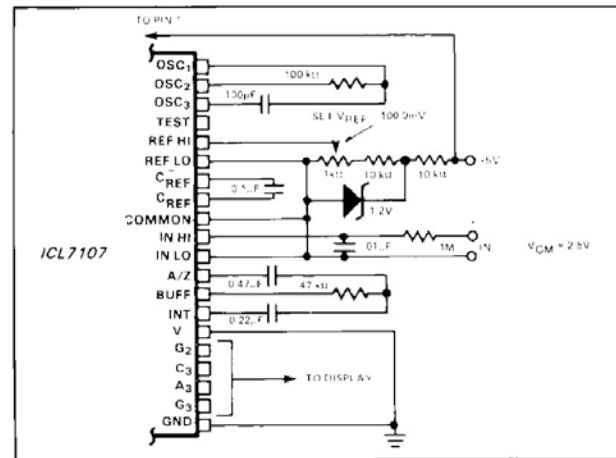 TO PIN 1
OSC1
100 kΩ
OSC2
100pF
OSC3
TEST
SET VREF
100.0mV
REF HI
REF LO
1kΩ
10 kΩ
10 kΩ
+5V
CREF
0.1µF
CREF
COMMON
1.2V
IN HI
+
ICL7107
.01µF
1M
IN
VCM = 2.5V
IN LO
-
A/Z
0.47µF
47 kΩ
BUFF
INT
0.22µF
V
G2
C3
TO DISPLAY
A3
G3
GND